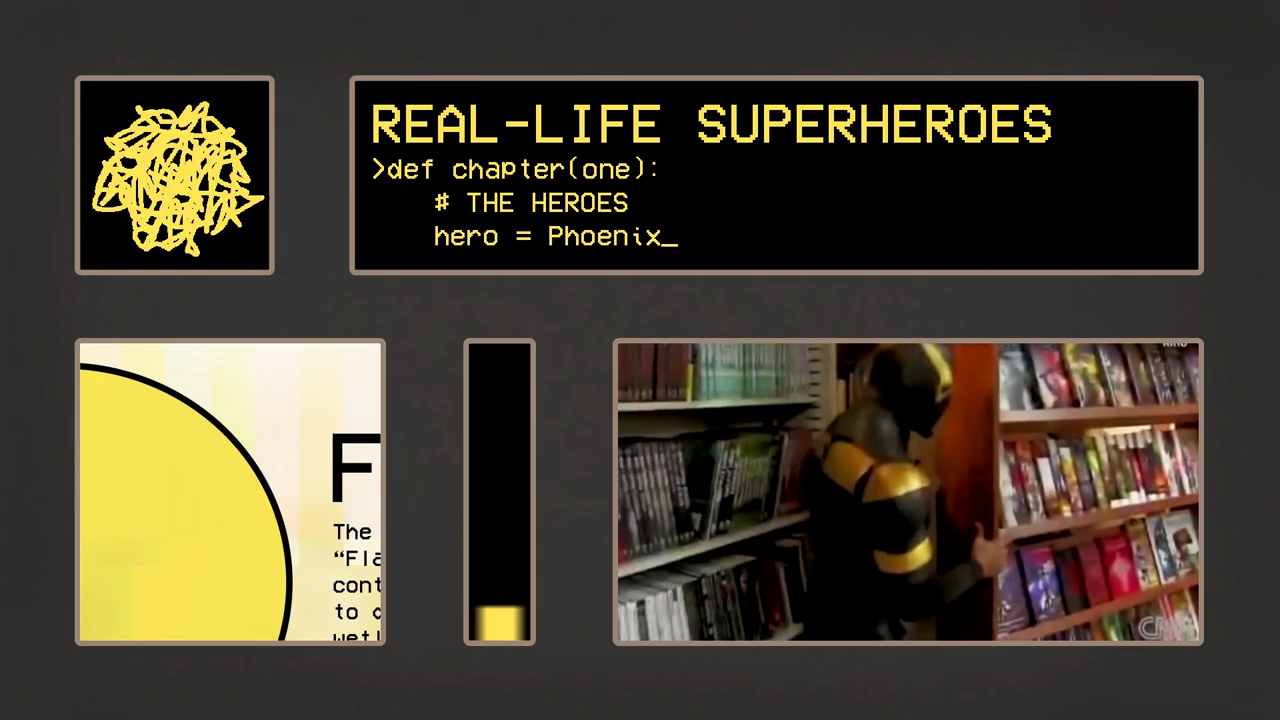 REAL-LIFE SUPERHEROES
>def chapter(one):
# THE HEROES
hero = Phoenix_
F
The
“Fla
cont
to
CNN